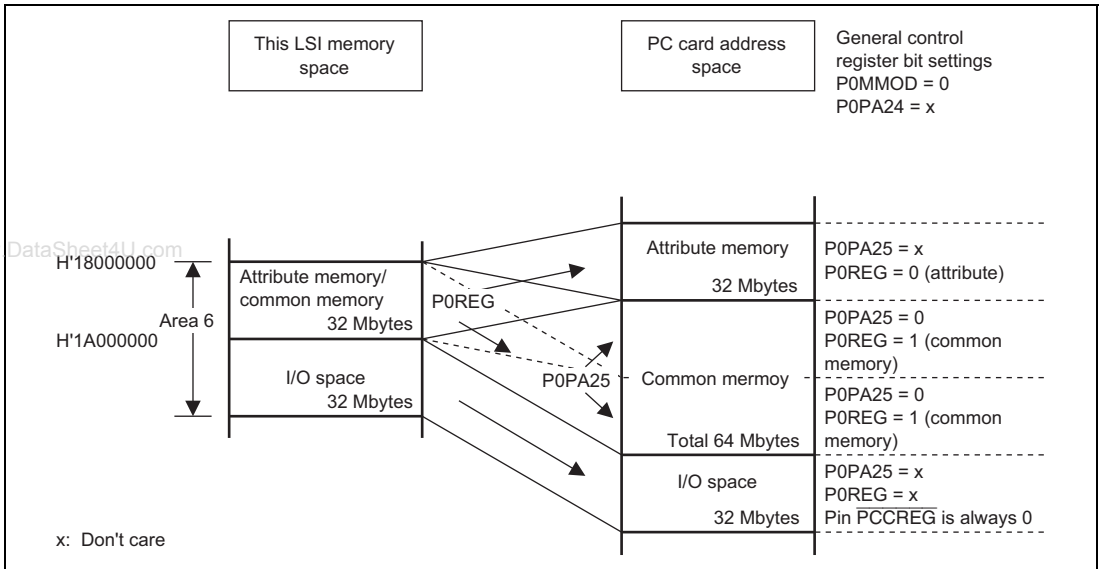 This LSI memory
space
PC card address
space
General control
register bit settings
P0MMOD = 0
P0PA24 = x
DataSheet4U.com
H'18000000
Area 6
H'1A000000
Attribute memory/
common memory
32 Mbytes
I/O space
32 Mbytes
P0REG
P0PA25
Attribute memory
32 Mbytes
Common mermoy
Total 64 Mbytes
I/O space
32 Mbytes
P0PA25 = x
P0REG = 0 (attribute)
P0PA25 = 0
P0REG = 1 (common
memory)
P0PA25 = 0
P0REG = 1 (common
memory)
P0PA25 = x
P0REG = x
Pin PCCREG is always 0
x: Don't care